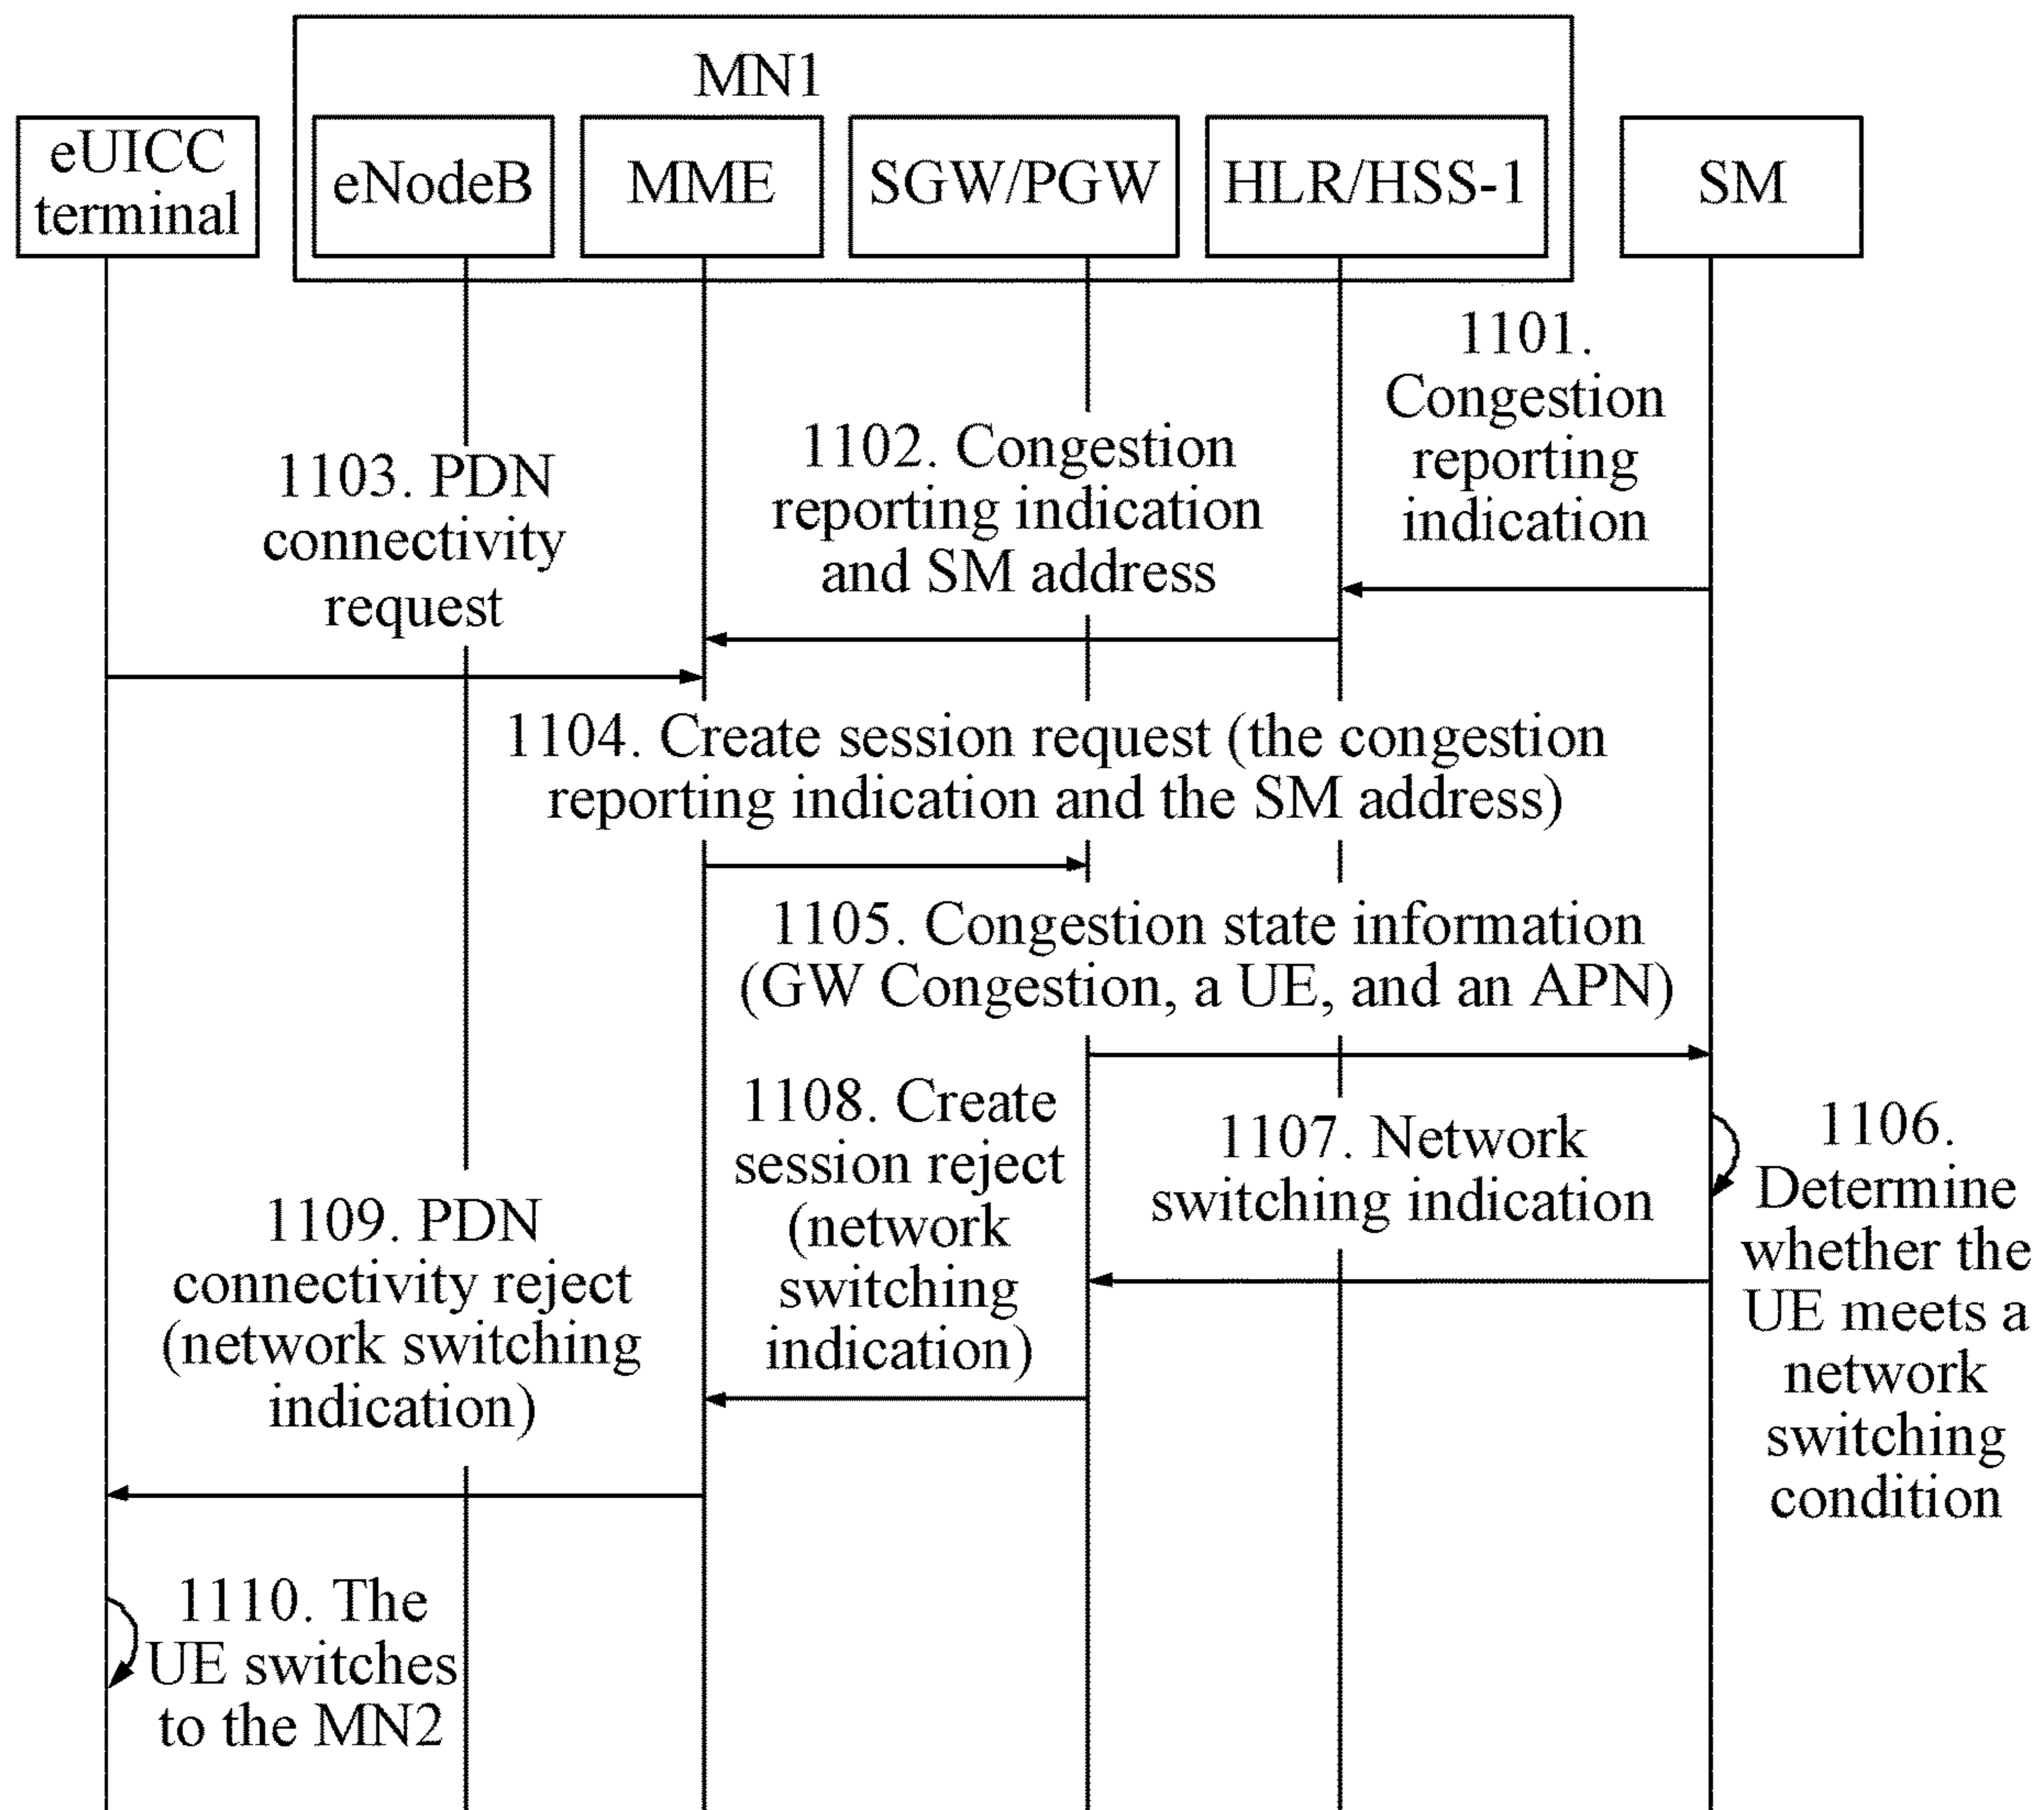 MN1
eUICC
terminal
eNodeB
MME
SGW/PGW
HLR/HSS-1
SM
1101.
Congestion
reporting
indication
1102. Congestion
reporting indication
and SM address
1103. PDN
connectivity
request
1104. Create session request (the congestion
reporting indication and the SM address)
1105. Congestion state information
(GW Congestion, a UE, and an APN)
1106.
Determine
whether the
UE meets a
network
switching
condition
1107. Network
switching indication
1108. Create
session reject
(network
switching
indication)
1109. PDN
connectivity reject
(network switching
indication)
1110. The
UE switches
to the MN2